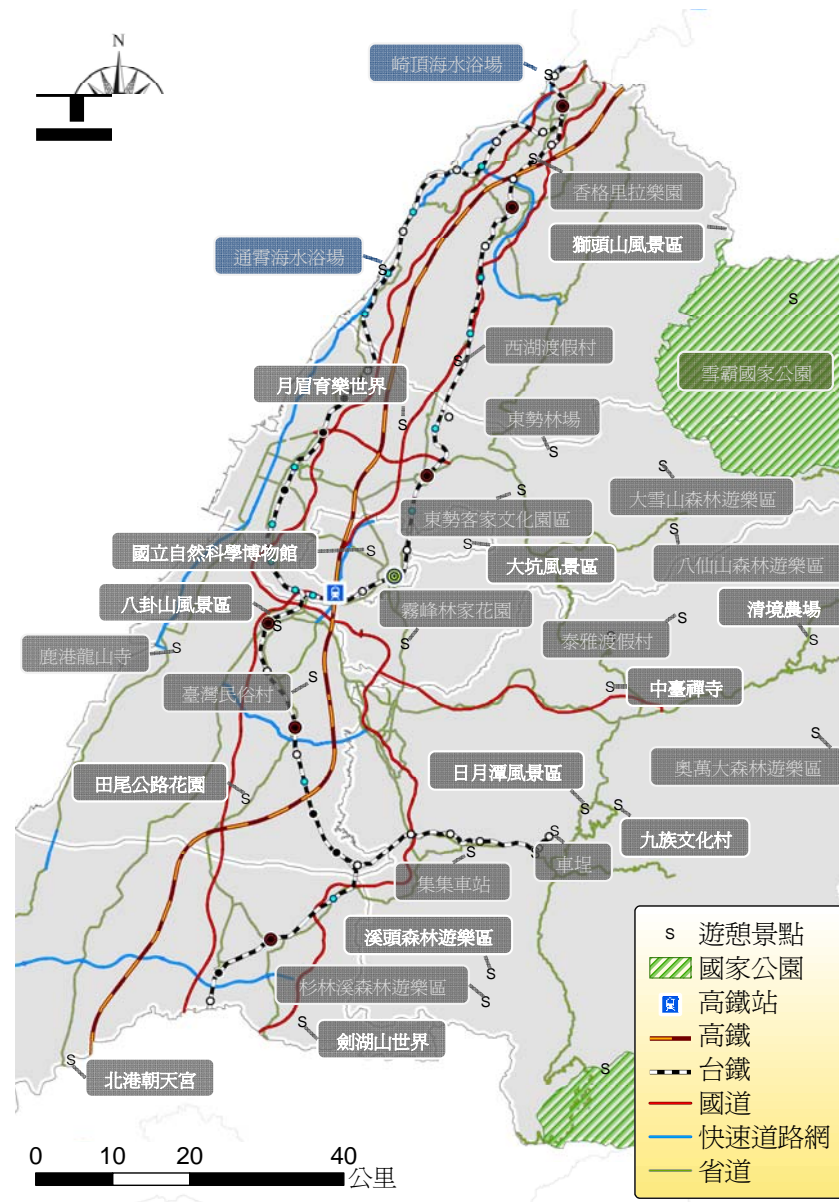 N
崎頂海水浴場
香格里拉樂園
獅頭山風景區
通霄海水浴場
S
西湖渡假村
雪霸國家公園
月眉育樂世界
東勢林場
大雪山森林遊樂區
東勢客家文化園區
國立自然科學博物館
大坑風景區
八仙山森林遊樂區
八卦山風景區
霧峰林家花園
清境農場
泰雅渡假村
鹿港龍山寺
臺灣民俗村
中臺禪寺
日月潭風景區
奧萬大森林遊樂區
田尾公路花園
九族文化村
車埕
集集車站
溪頭森林遊樂區
杉林溪森林遊樂區
劍湖山世界
北港朝天宮
S 遊憩景點
國家公園
高鐵站
高鐵
台鐵
國道
快速道路網
省道
0 10 20 40
公里